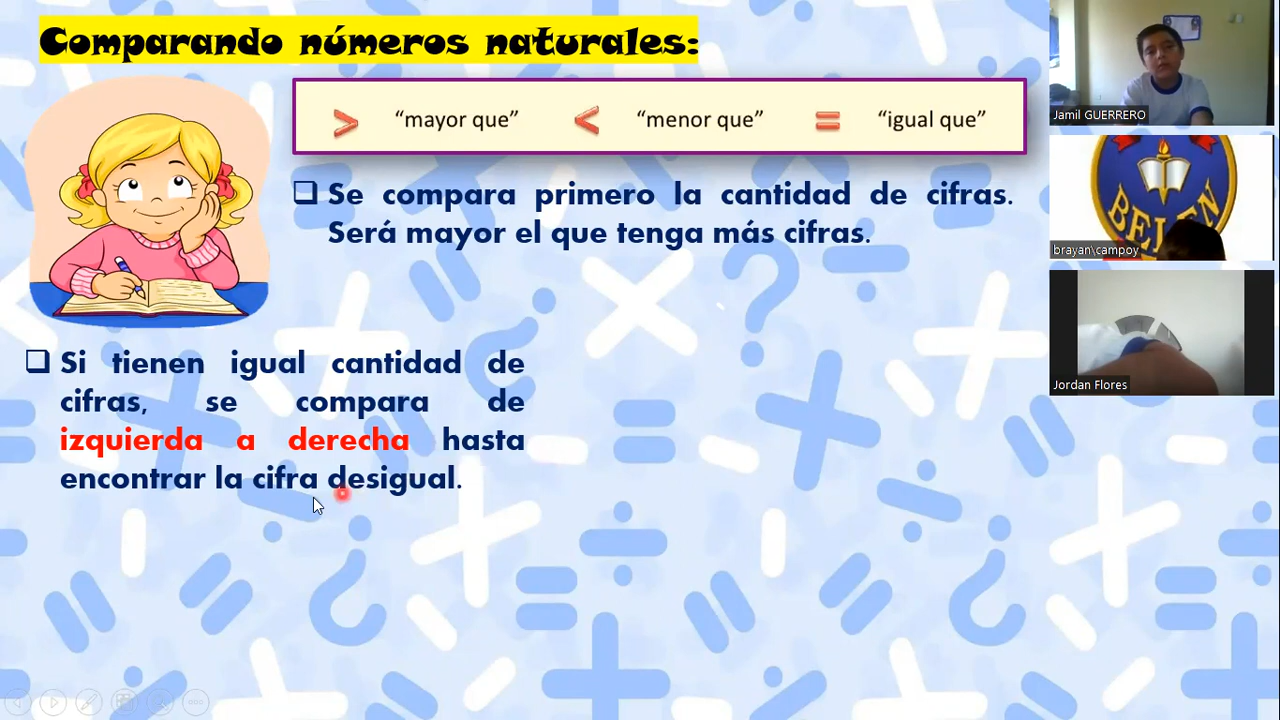 Comparando números naturales:
> “mayor que” < “menor que” = “igual que”
❑ Se compara primero la cantidad de cifras.
Será mayor el que tenga más cifras.
❑ Si tienen igual cantidad de
cifras, se compara de
izquierda a derecha hasta
encontrar la cifra desigual.
Jamil GUERRERO
BELEN
brayan\campoy
Jordan Flores